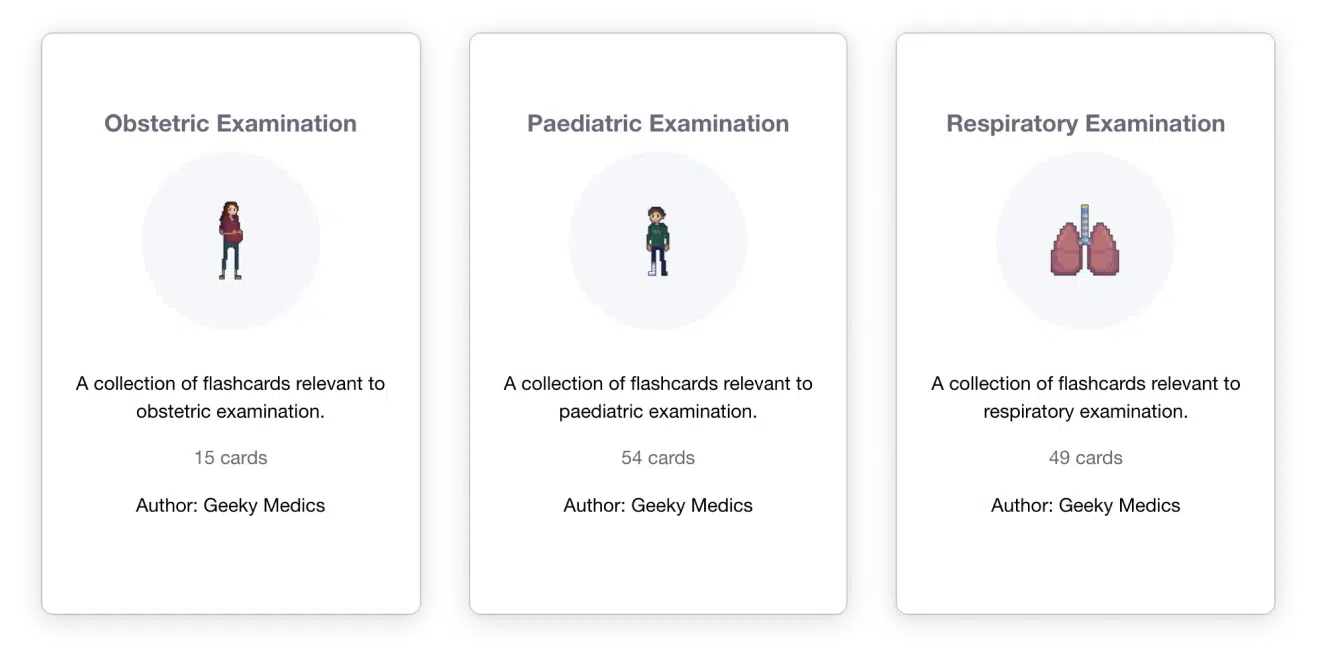 Obstetric Examination
A collection of flashcards relevant to
obstetric examination.
15 cards
Author: Geeky Medics
Paediatric Examination
A collection of flashcards relevant to
paediatric examination.
54 cards
Author: Geeky Medics
Respiratory Examination
A collection of flashcards relevant to
respiratory examination.
49 cards
Author: Geeky Medics